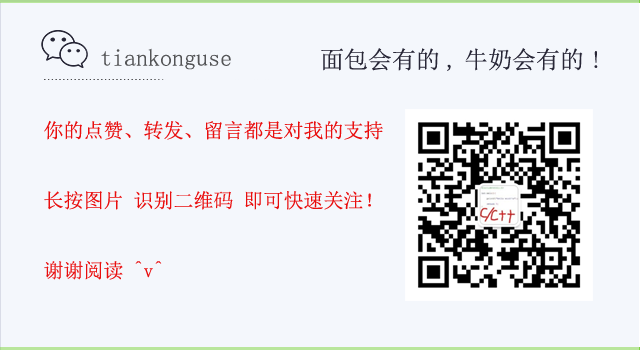 tiankonguse
面包会有的，牛奶会有的！
你的点赞、转发、留言都是对我的支持
长按图片 识别二维码 即可快速关注！
谢谢阅读 ^v^
C/C++